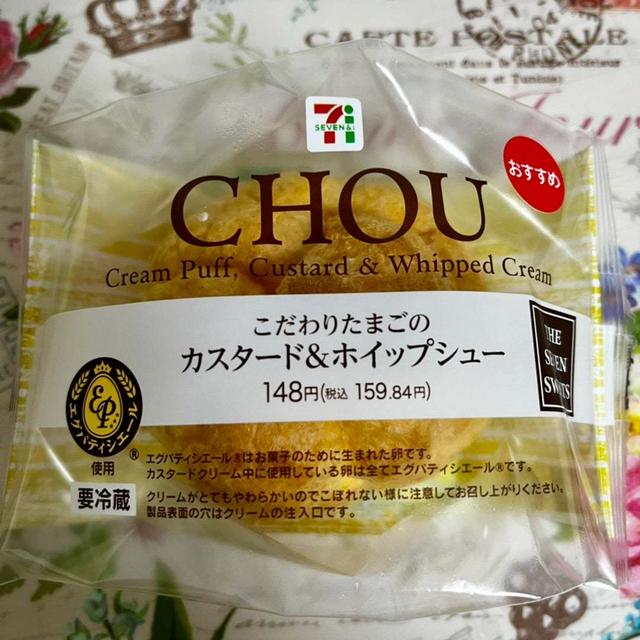 CARTE POSTALE
SEVEN&i
おすすめ
CHOU
Cream Puff, Custard & Whipped Cream
こだわりたまごの
カスタード&ホイップシュー
148円(税込 159.84円)
THE
SEVEN
SWEETS
EP
エグパティシエール
®
使用
エグパティシエール®はお菓子のために生まれた卵です。
カスタードクリーム中に使用している卵は全てエグパティシエール®です。
要冷蔵
クリームがとてもやわらかいのでこぼれない様に注意してお召し上がりください。
製品表面の穴はクリームの注入口です。